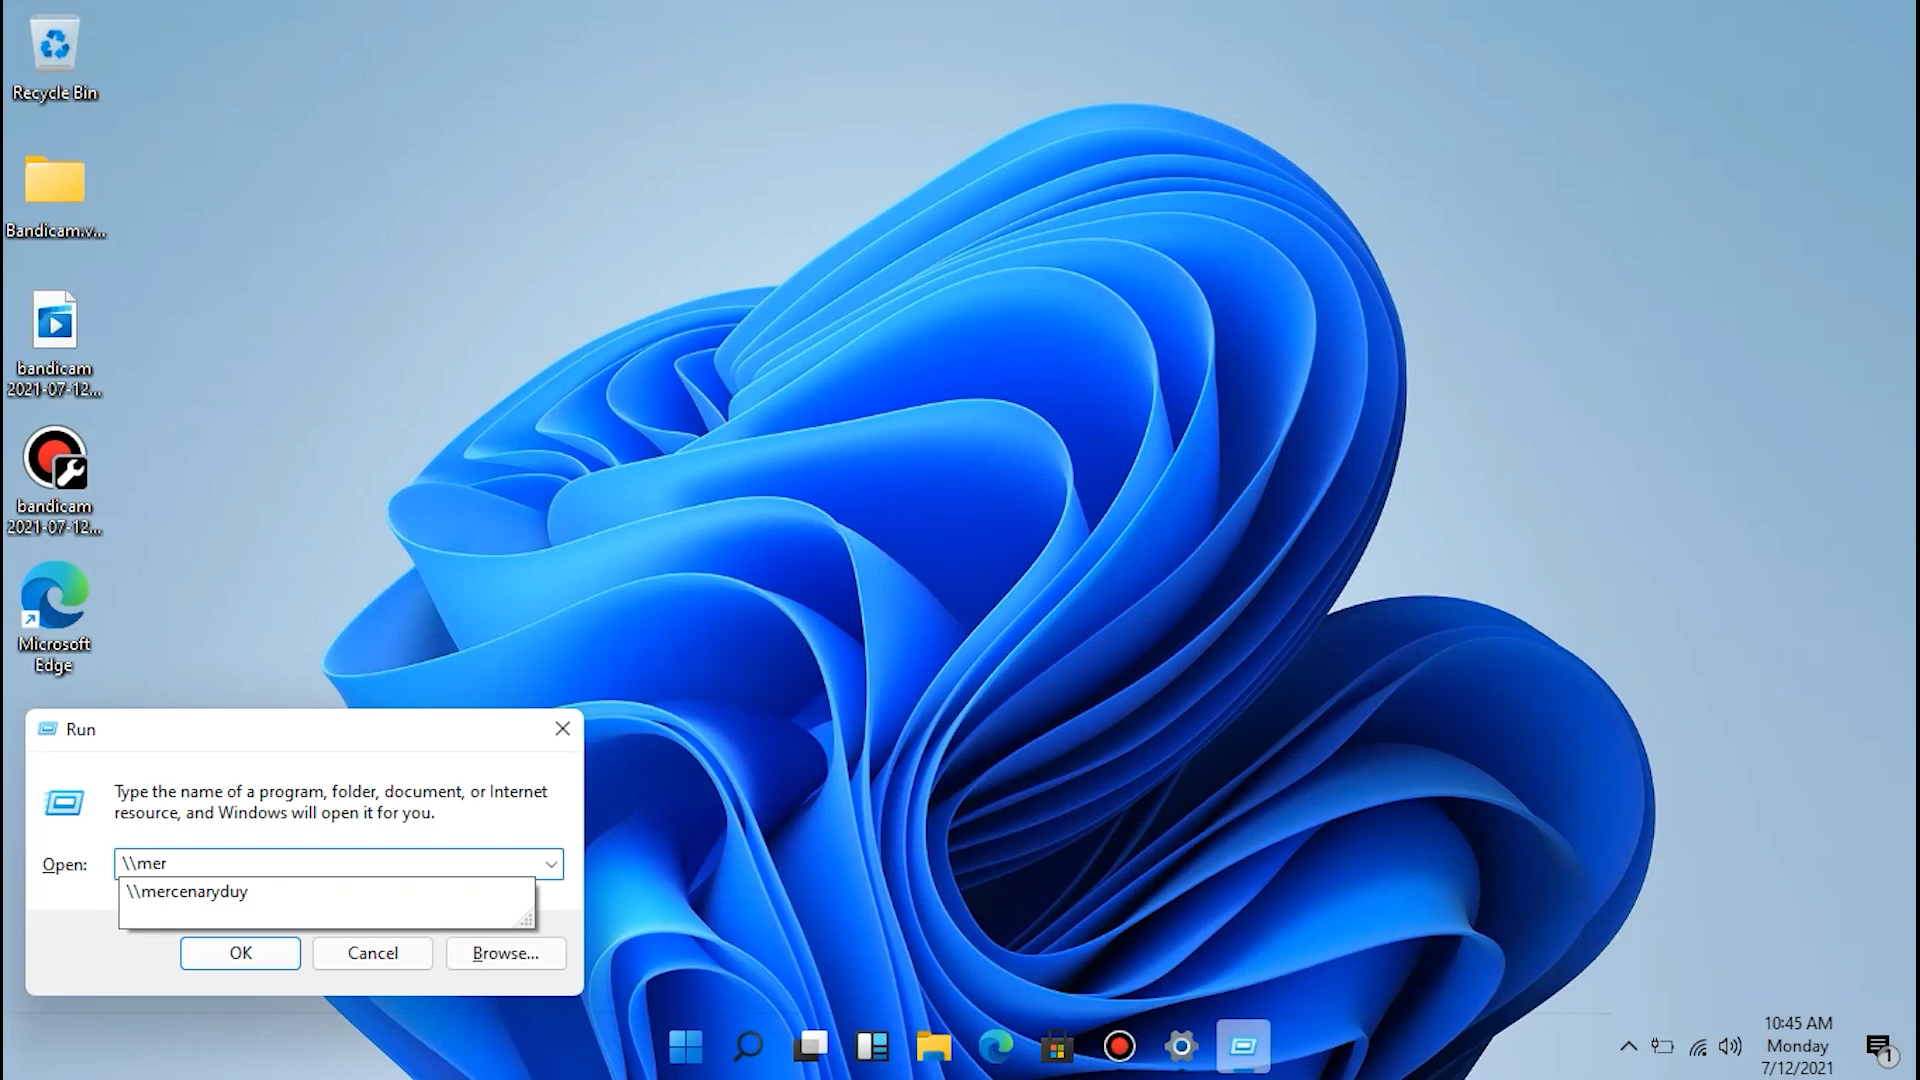 Recycle Bin
Bandicam.v...
bandicam
2021-07-12...
bandicam
2021-07-12...
Microsoft
Edge
Run
Type the name of a program, folder, document, or Internet
resource, and Windows will open it for you.
Open:
\\mer
\\mercenaryduy
OK
Cancel
Browse...
10:45 AM
Monday
7/12/2021
1